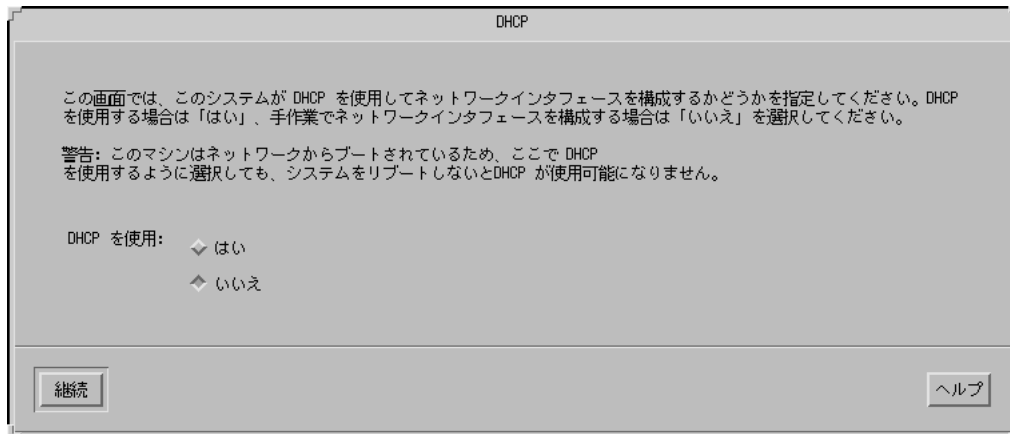 DHCP
この画面では、このシステムが DHCP を使用してネットワークインタフェースを構成するかどうかを指定してください。DHCP
を使用する場合は「はい」、手作業でネットワークインタフェースを構成する場合は「いいえ」を選択してください。
警告: このマシンはネットワークからブートされているため、ここで DHCP
を使用するように選択しても、システムをリブートしないとDHCP が使用可能になりません。
DHCP を使用:
はい
いいえ
継続
ヘルプ